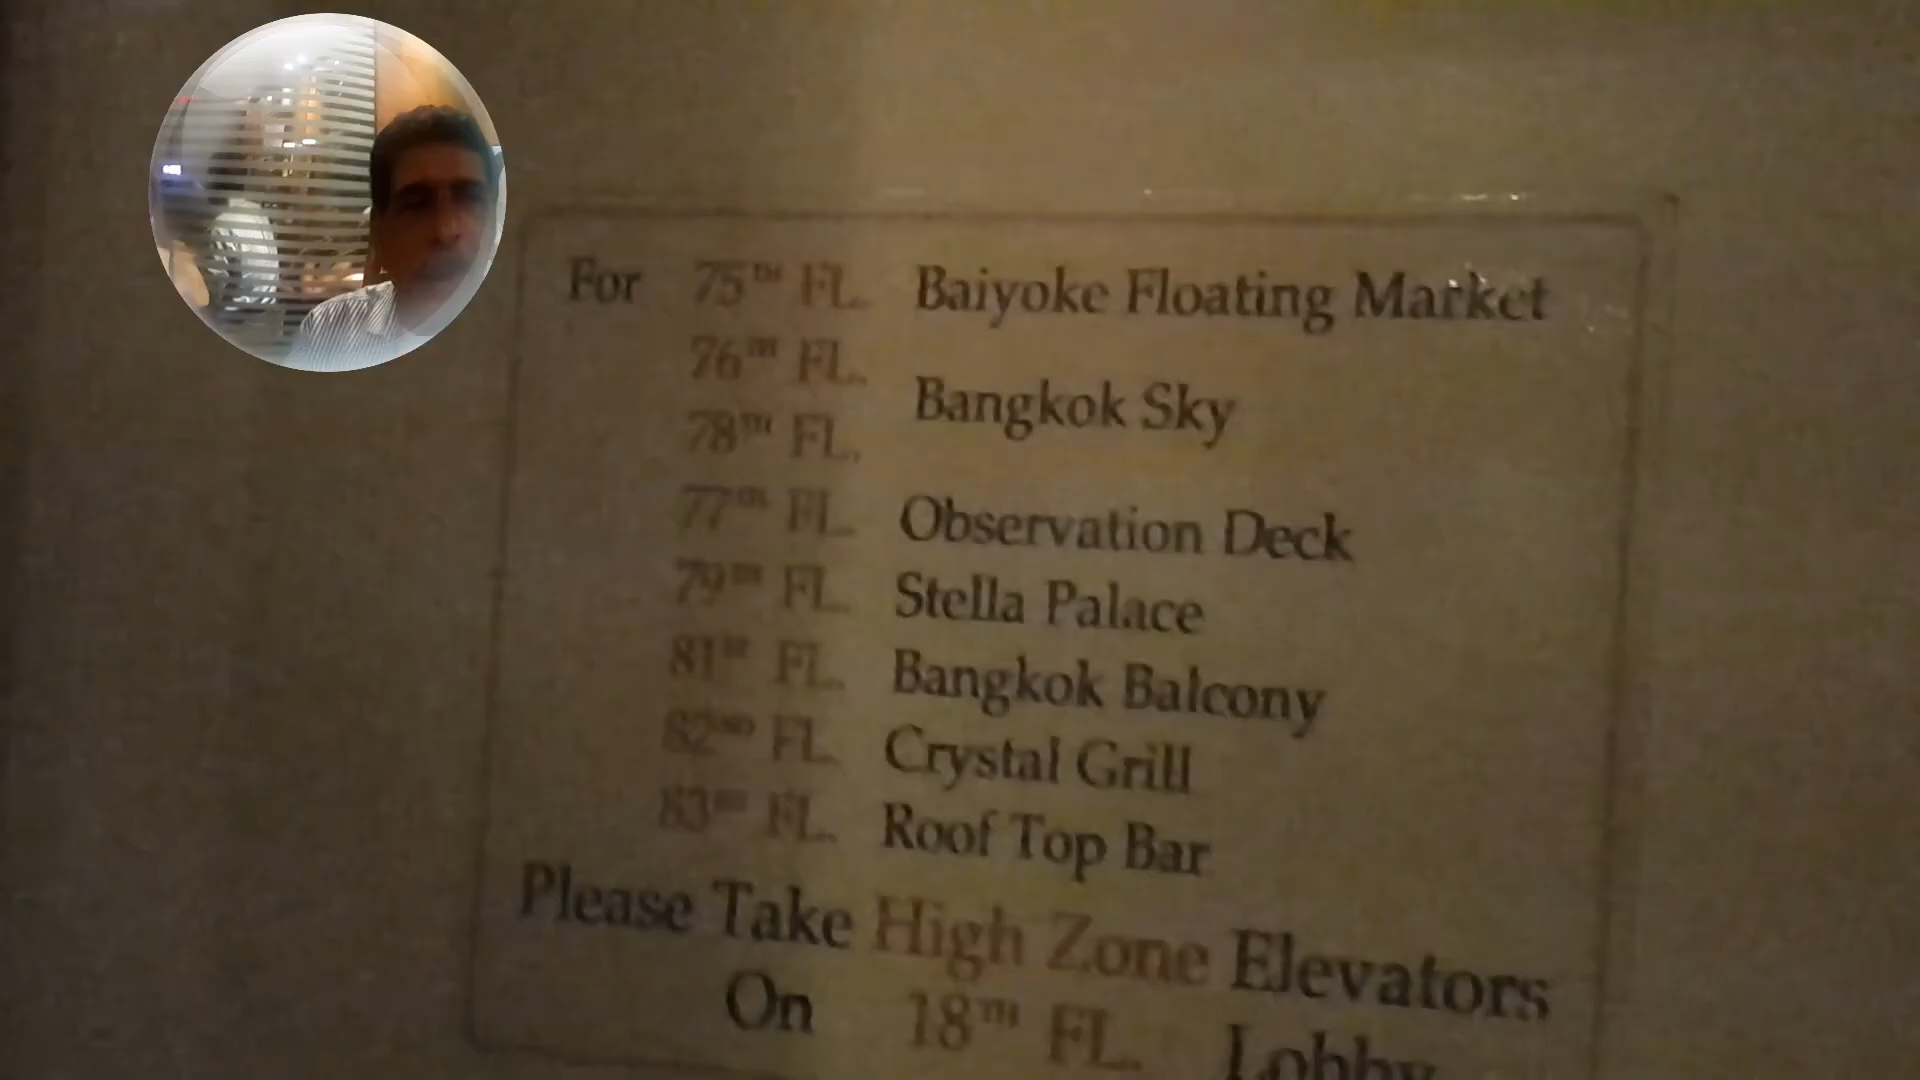 For 75TH FL. Baiyoke Floating Market
76TH FL.
Bangkok Sky
78TH FL.
77TH FL. Observation Deck
79TH FL. Stella Palace
81ST FL. Bangkok Balcony
82ND FL. Crystal Grill
83RD FL. Roof Top Bar
Please Take High Zone Elevators
On 18TH FL. Lobby